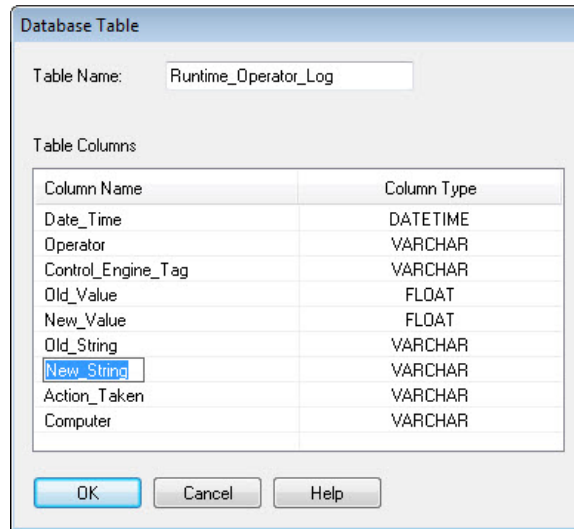 Database Table
Table Name: Runtime_Operator_Log
Table Columns
Column Name Column Type
Date_Time DATETIME
Operator VARCHAR
Control_Engine_Tag VARCHAR
Old_Value FLOAT
New_Value FLOAT
Old_String VARCHAR
New_String VARCHAR
Action_Taken VARCHAR
Computer VARCHAR
OK Cancel Help